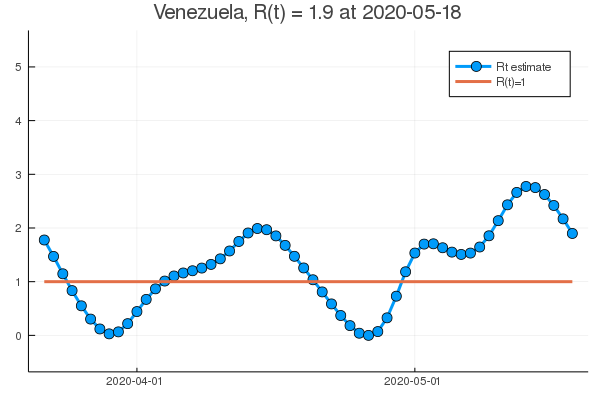 Venezuela, R(t) = 1.9 at 2020-05-18
5
4
3
2
1
0
Rt estimate
R(t)=1
2020-04-01
2020-05-01